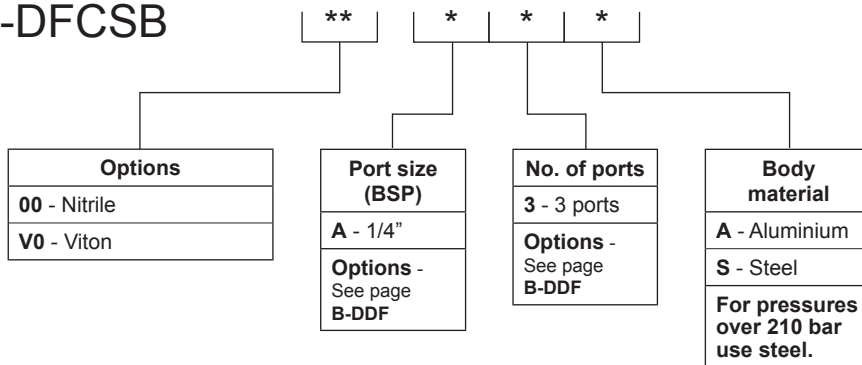 -DFCSB
** * * *
Options
00 - Nitrile
V0 - Viton
Port size
(BSP)
A - 1/4”
Options -
See page
B-DDF
No. of ports
3 - 3 ports
Options -
See page
B-DDF
Body
material
A - Aluminium
S - Steel
For pressures
over 210 bar
use steel.